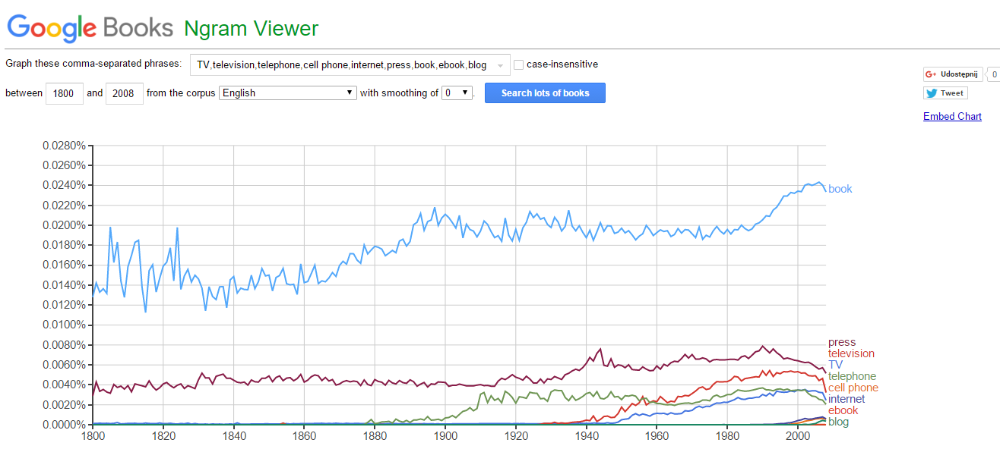 Google Books Ngram Viewer
Graph these comma-separated phrases: TV,television,telephone,cell phone,internet,press,book,ebook,blog case-insensitive
between 1800 and 2008 from the corpus English with smoothing of 0 . Search lots of books
G+ Udostępnij 0
Tweet
Embed Chart
0.0280%
0.0260%
0.0240%
0.0220%
0.0200%
0.0180%
0.0160%
0.0140%
0.0120%
0.0100%
0.0080%
0.0060%
0.0040%
0.0020%
0.0000%
book
press
television
TV
telephone
cell phone
internet
ebook
blog
1800 1820 1840 1860 1880 1900 1920 1940 1960 1980 2000